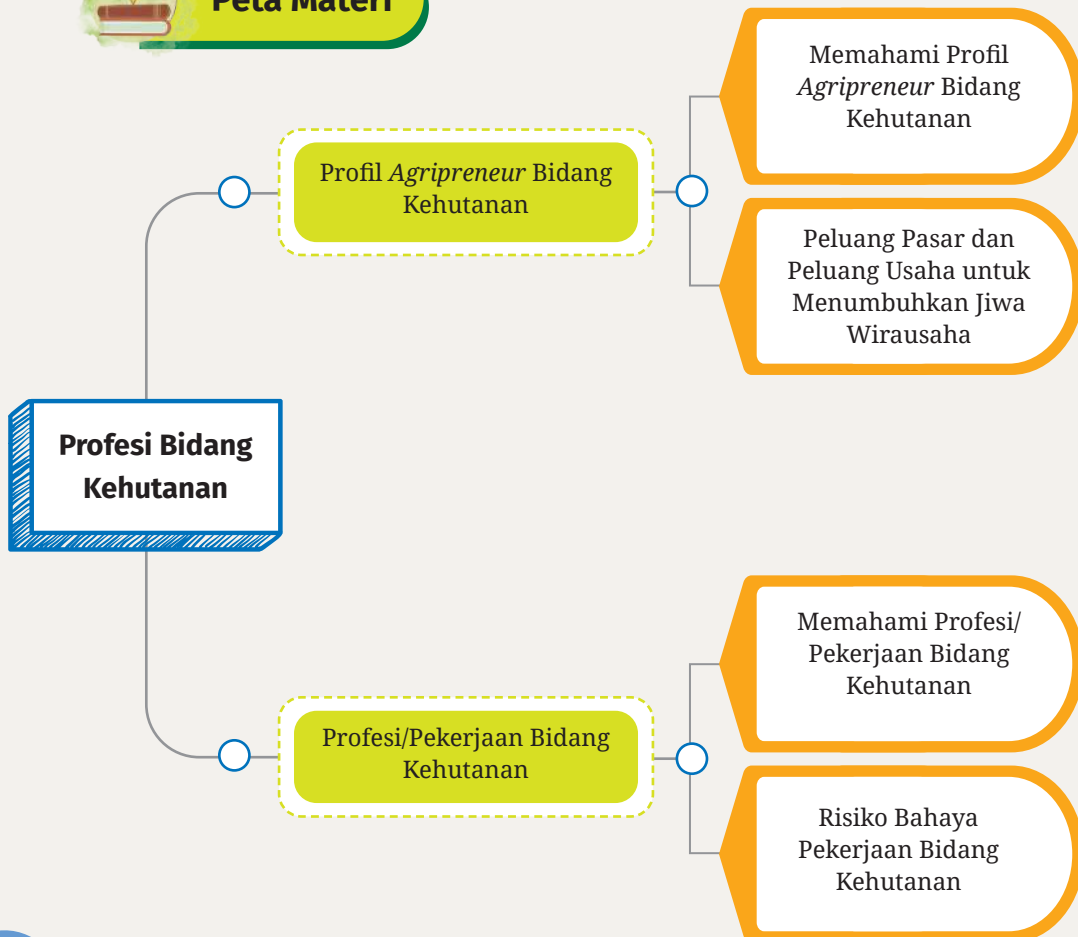 Peta Materi
Memahami Profil
Agripreneur Bidang
Kehutanan
Profil Agripreneur Bidang
Kehutanan
Peluang Pasar dan
Peluang Usaha untuk
Menumbuhkan Jiwa
Wirausaha
Profesi Bidang
Kehutanan
Memahami Profesi/
Pekerjaan Bidang
Kehutanan
Profesi/Pekerjaan Bidang
Kehutanan
Risiko Bahaya
Pekerjaan Bidang
Kehutanan